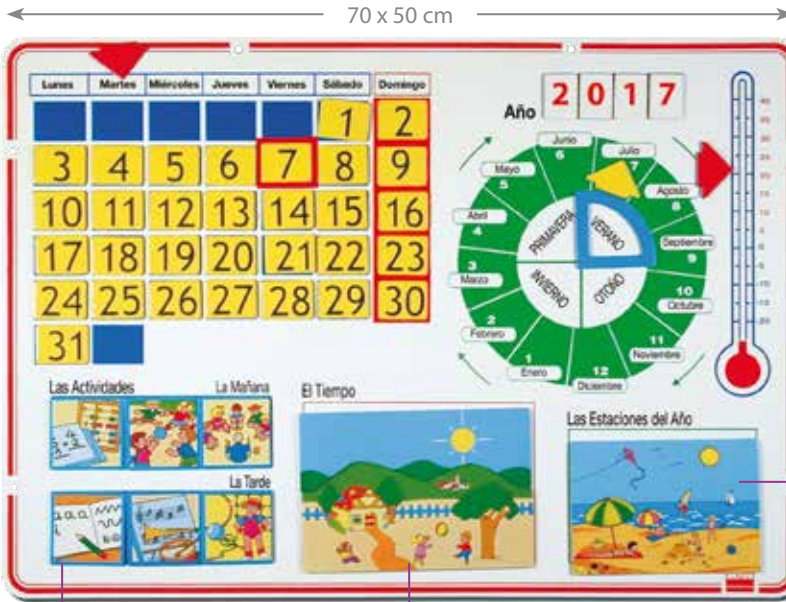 70 x 50 cm
Lunes Martes Miércoles Jueves Viernes Sábado Domingo
1 2
3 4 5 6 7 8 9
10 11 12 13 14 15 16
17 18 19 20 21 22 23
24 25 26 27 28 29 30
31
Año 2 0 1 7
Junio
6
Julio
7
Mayo
5
Agosto
8
Abril
4
Septiembre
9
3
Marzo
10
Octubre
2
Febrero
11
Noviembre
1
Enero
12
Diciembre
PRIMAVERA VERANO
INVIERNO OTOÑO
Las Actividades La Mañana
La Tarde
El Tiempo
Las Estaciones del Año